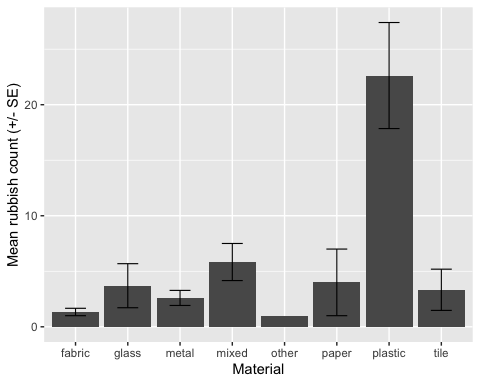 Mean rubbish count (+/- SE)
20
10
0
fabric glass metal mixed other paper plastic tile
Material